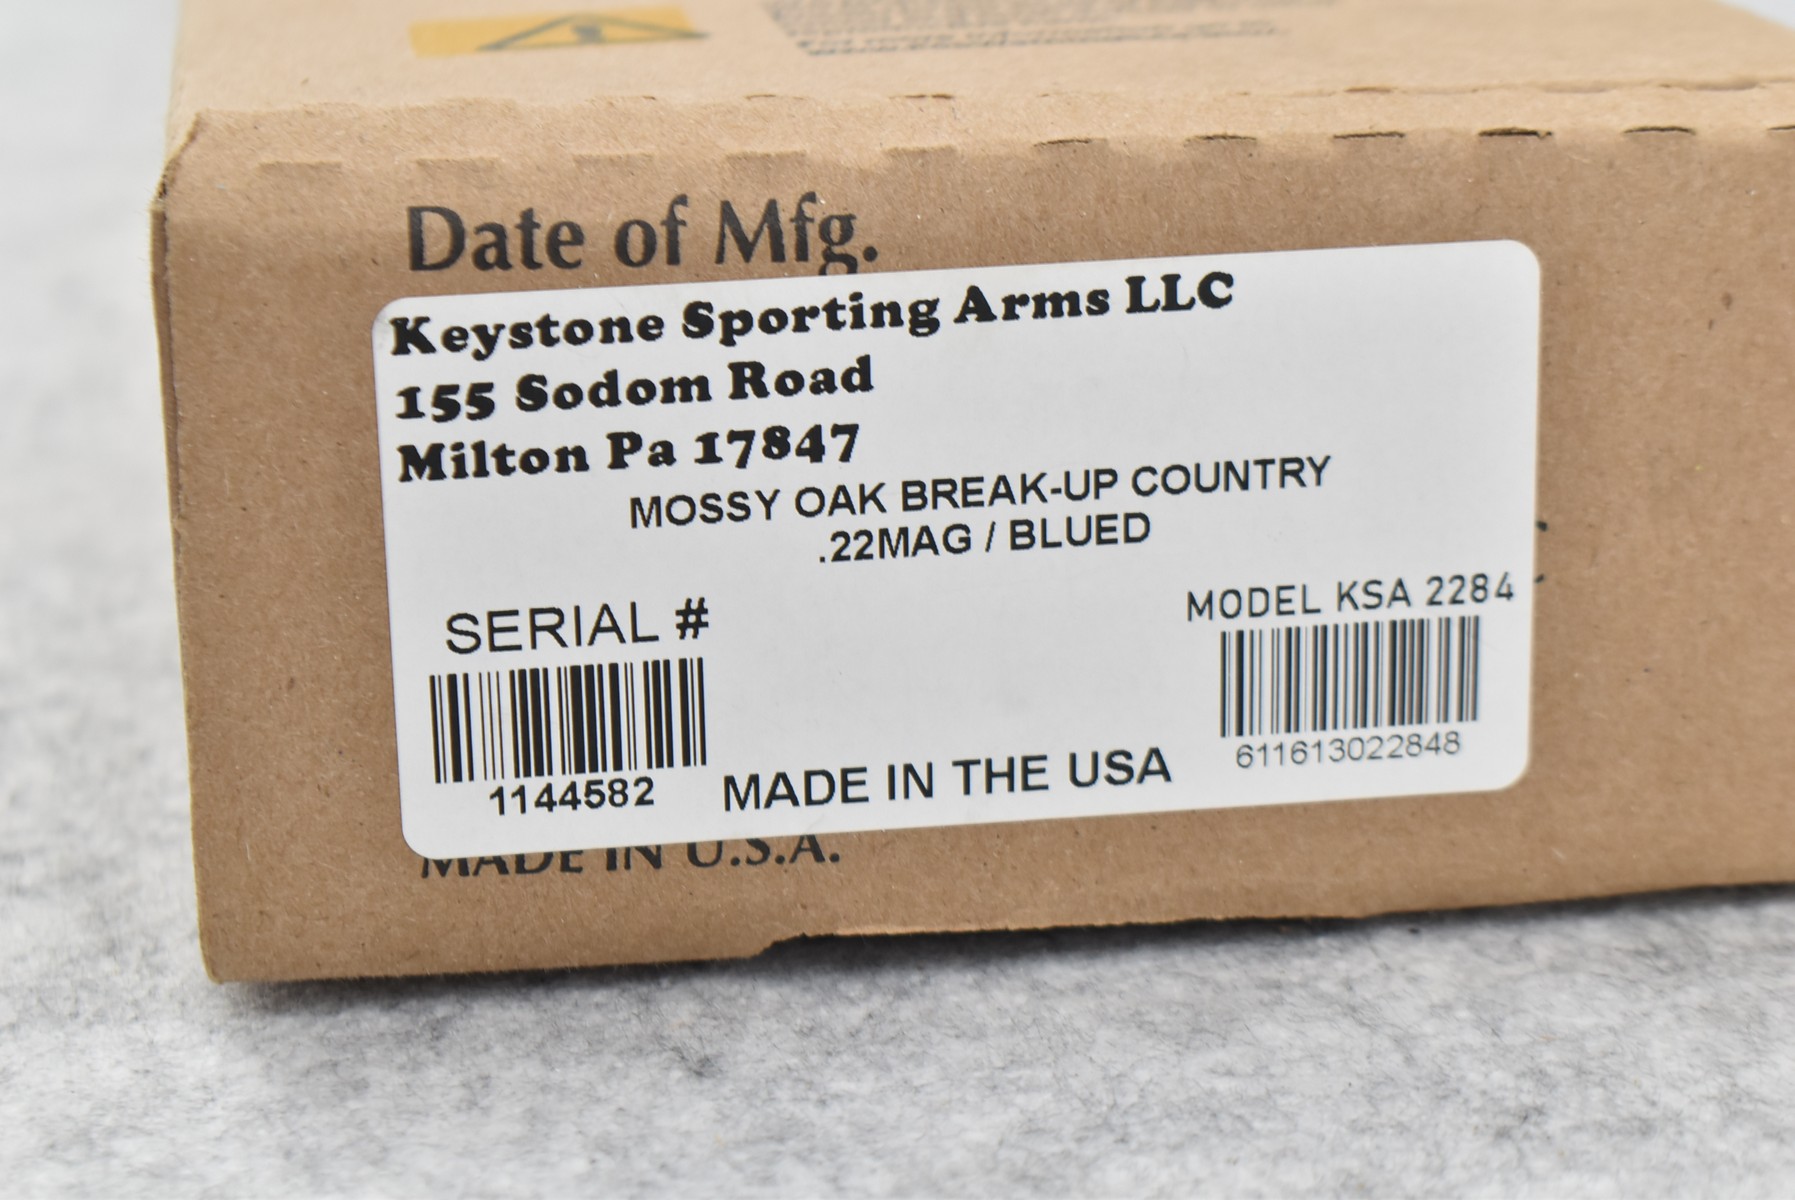 Date of Mfg.
Keystone Sporting Arms LLC
155 Sodom Road
Milton Pa 17847
MOSSY OAK BREAK-UP COUNTRY
.22MAG / BLUED
SERIAL #
1144582
MODEL KSA 2284
611613022848
MADE IN THE USA
MADE IN U.S.A.